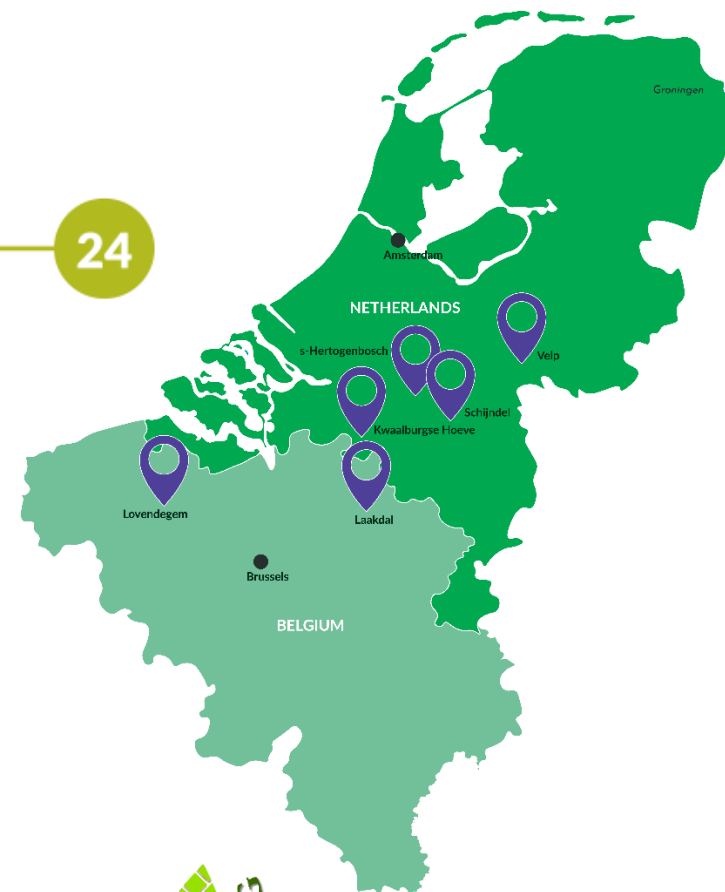 Groningen
24
Amsterdam
NETHERLANDS
s-Hertogenbosch
Velp
Schijndel
Kwaalburgse Hoeve
Lovendegem
Laakdal
Brussels
BELGIUM